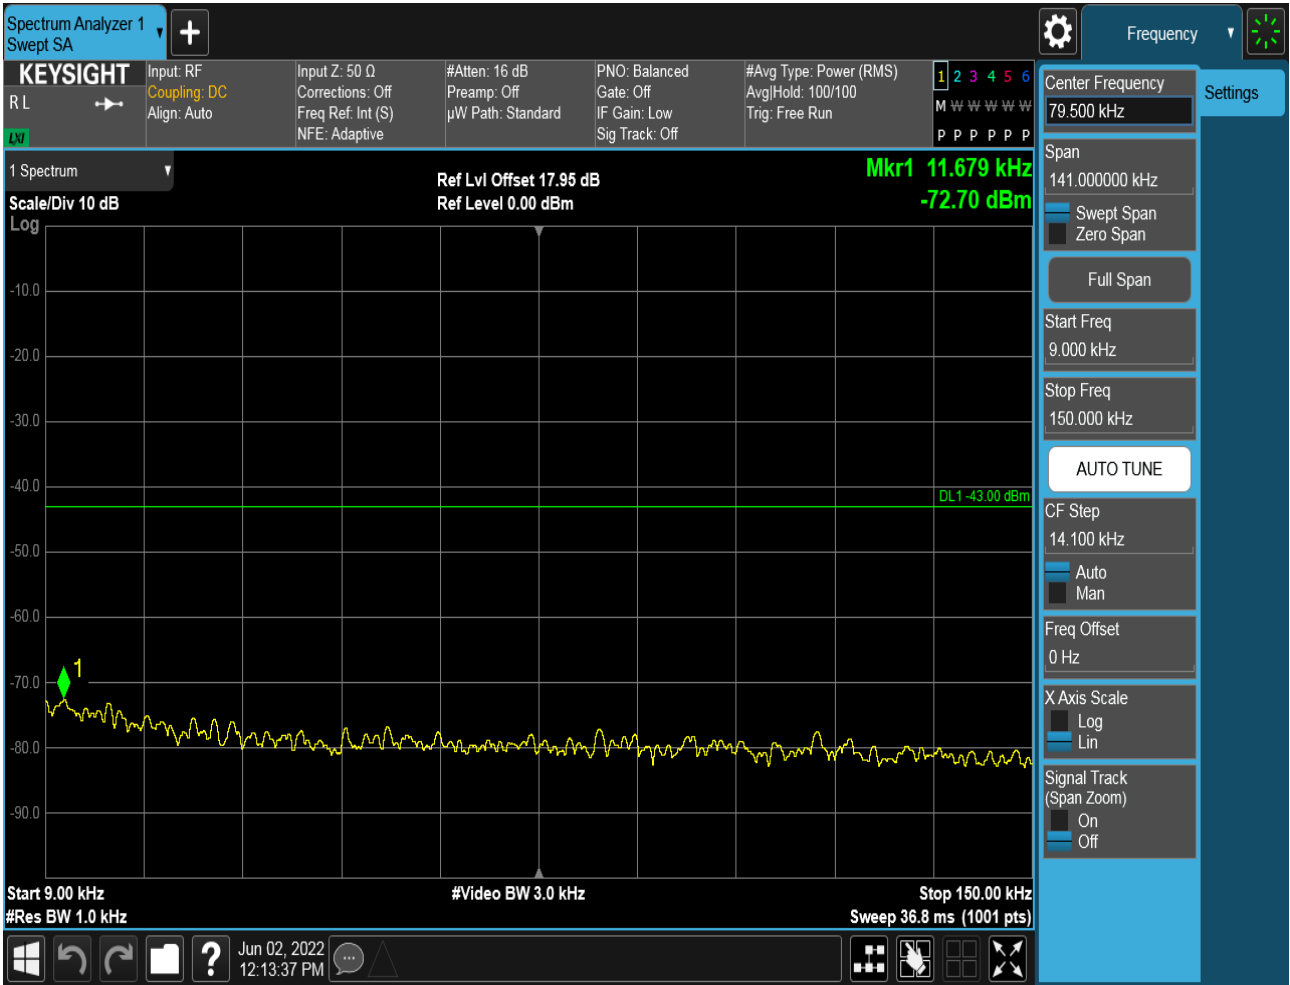 Spectrum Analyzer 1
Swept SA
Frequency
KEYSIGHT
R L
LXI
Input: RF
Coupling: DC
Align: Auto
Input Z: 50 Ω
Corrections: Off
Freq Ref: Int (S)
NFE: Adaptive
#Atten: 16 dB
Preamp: Off
µW Path: Standard
PNO: Balanced
Gate: Off
IF Gain: Low
Sig Track: Off
#Avg Type: Power (RMS)
Avg|Hold: 100/100
Trig: Free Run
1 2 3 4 5 6
M W W W W W
P P P P P P
1 Spectrum
Scale/Div 10 dB
Log
Ref Lvl Offset 17.95 dB
Ref Level 0.00 dBm
Mkr1 11.679 kHz
-72.70 dBm
-10.0
-20.0
-30.0
-40.0
DL1 -43.00 dBm
-50.0
-60.0
1
-70.0
-80.0
-90.0
Start 9.00 kHz
#Video BW 3.0 kHz
Stop 150.00 kHz
#Res BW 1.0 kHz
Sweep 36.8 ms (1001 pts)
Jun 02, 2022
12:13:37 PM
Center Frequency
79.500 kHz
Settings
Span
141.000000 kHz
Swept Span
Zero Span
Full Span
Start Freq
9.000 kHz
Stop Freq
150.000 kHz
AUTO TUNE
CF Step
14.100 kHz
Auto
Man
Freq Offset
0 Hz
X Axis Scale
Log
Lin
Signal Track
(Span Zoom)
On
Off